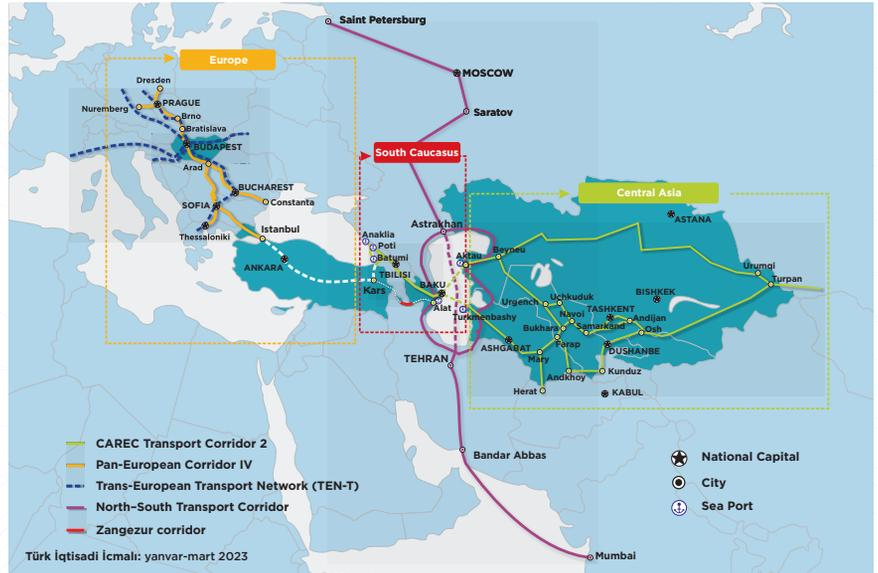 Saint Petersburg
MOSCOW
Saratov
Europe
Dresden
Nuremberg
PRAGUE
Brno
Bratislava
BUDAPEST
Arad
BUCHAREST
Constanta
SOFIA
Thessaloniki
Istanbul
ANKARA
South Caucasus
Anaklia
Poti
Batumi
TBILISI
Kars
BAKU
Alat
Astrakhan
Aktau
Beyneu
Turkmenbashy
TEHRAN
Central Asia
ASTANA
Urumqi
Turpan
BISHKEK
Urgench
Uchkuduk
Navoi
TASHKENT
Andijan
Bukhara
Samarkand
Osh
Farap
ASHGABAT
Mary
DUSHANBE
Andkhoy
Kunduz
Herat
KABUL
Bandar Abbas
Mumbai
CAREC Transport Corridor 2
Pan-European Corridor IV
Trans-European Transport Network (TEN-T)
North–South Transport Corridor
Zangezur corridor
National Capital
City
Sea Port
Türk İqtisadi İcmalı: yanvar-mart 2023